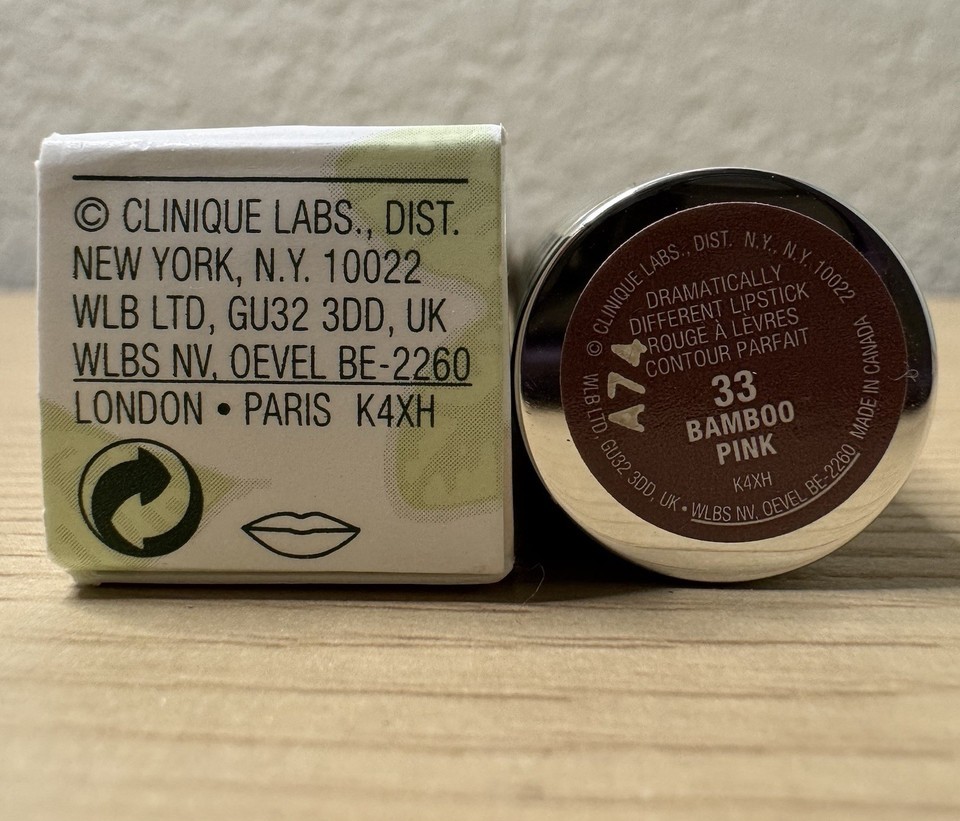 © CLINIQUE LABS., DIST.
NEW YORK, N.Y. 10022
WLB LTD, GU32 3DD, UK
WLBS NV, OEVEL BE-2260
LONDON • PARIS K4XH
© CLINIQUE LABS., DIST. N.Y., N.Y. 10022
DRAMATICALLY
DIFFERENT LIPSTICK
ROUGE À LÈVRES
CONTOUR PARFAIT
A74
33
BAMBOO
PINK
K4XH
WLB LTD, GU32 3DD, UK • WLBS NV, OEVEL BE-2260 MADE IN CANADA